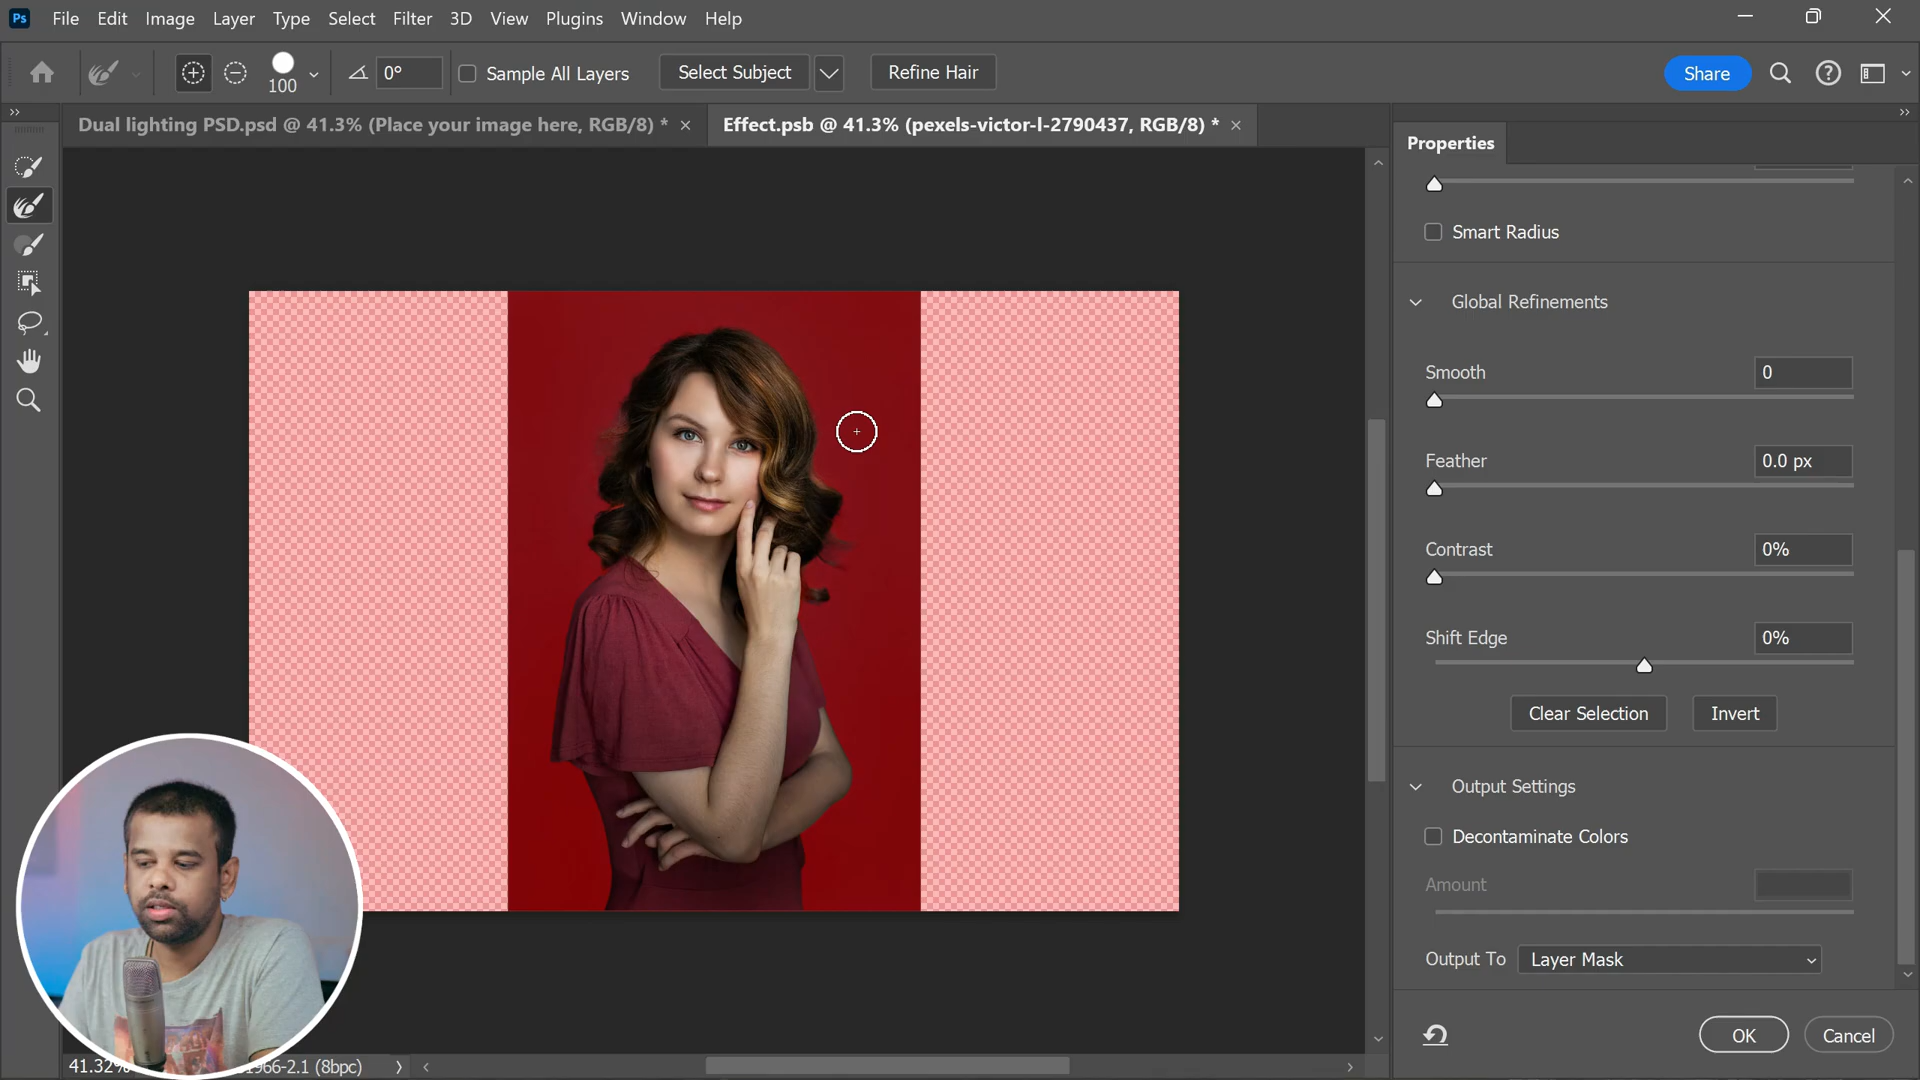 Ps File Edit Image Layer Type Select Filter 3D View Plugins Window Help
100 0° Sample All Layers Select Subject Refine Hair Share
Dual lighting PSD.psd @ 41.3% (Place your image here, RGB/8) * × Effect.psb @ 41.3% (pexels-victor-l-2790437, RGB/8) * ×
Properties
Smart Radius
Global Refinements
Smooth 0
Feather 0.0 px
Contrast 0%
Shift Edge 0%
Clear Selection Invert
Output Settings
Decontaminate Colors
Amount
Output To Layer Mask
OK Cancel
41.32% 1966-2.1 (8bpc)